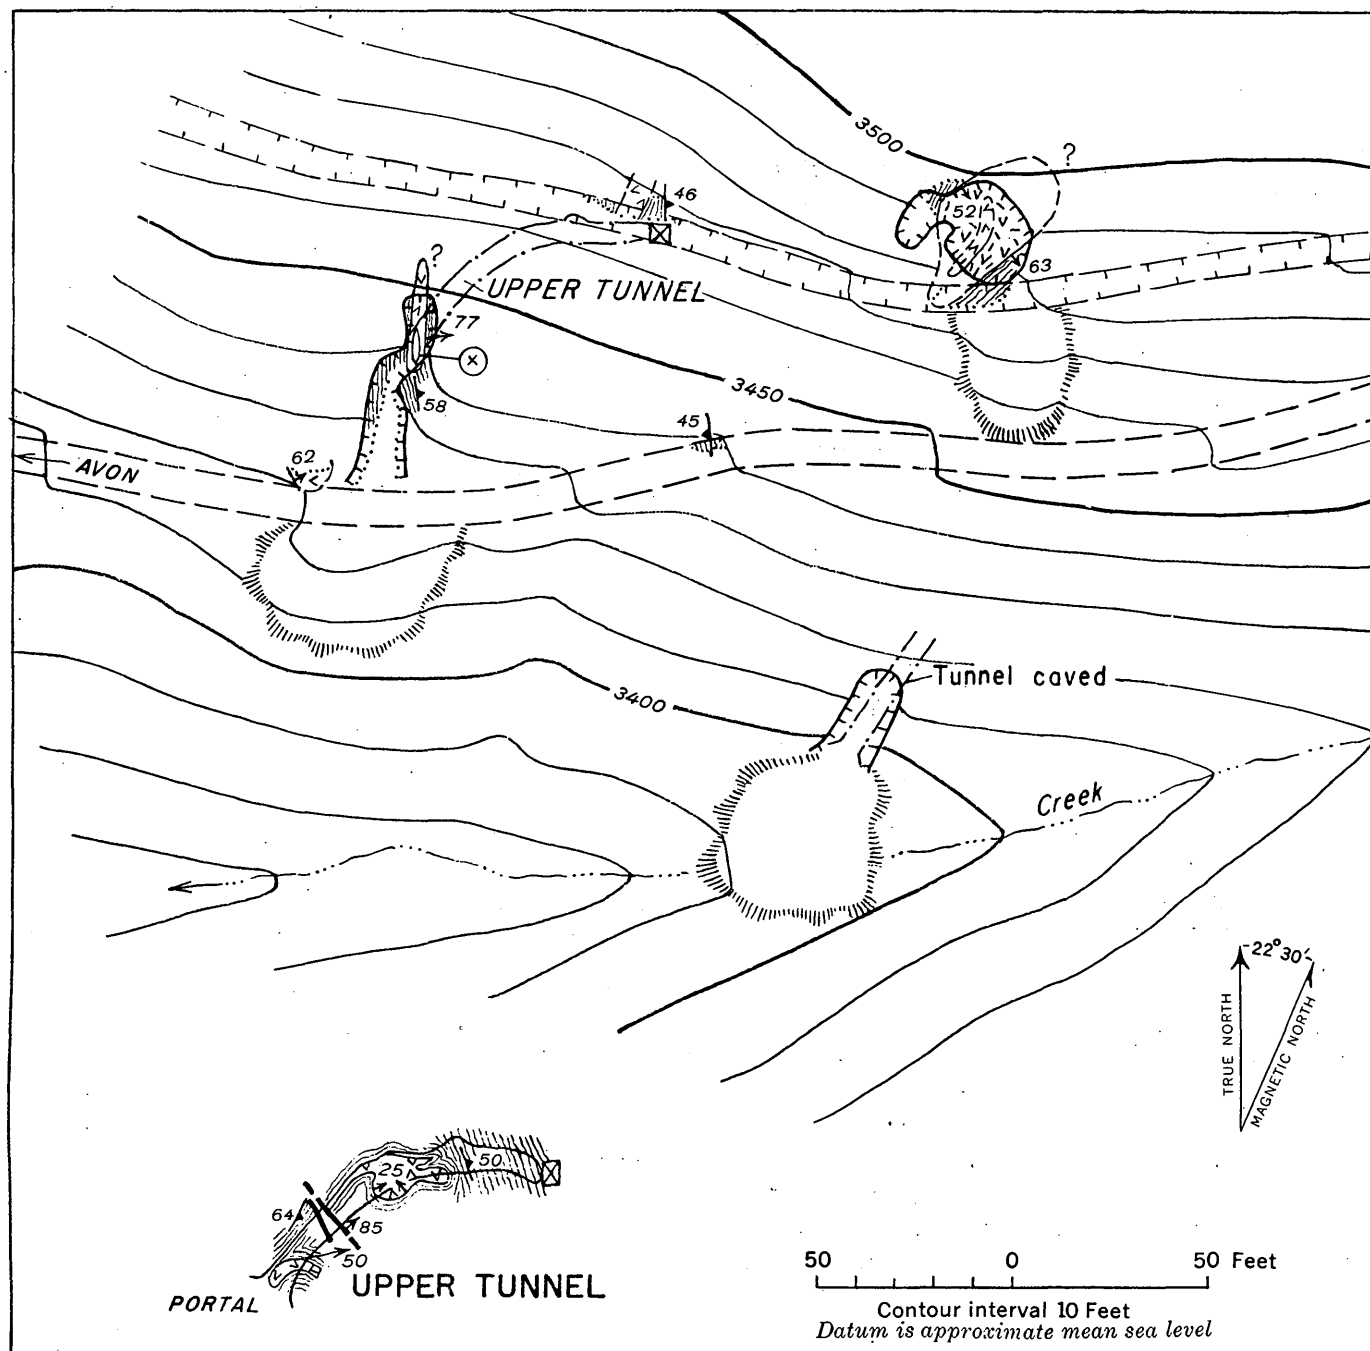 3500
?
46
52
63
?
UPPER TUNNEL
77
x
3450
58
45
62
AVON
Tunnel caved
3400
Creek
22°30'
TRUE NORTH
MAGNETIC NORTH
25
50
64
85
50
PORTAL
UPPER TUNNEL
50 0 50 Feet
Contour interval 10 Feet
Datum is approximate mean sea level